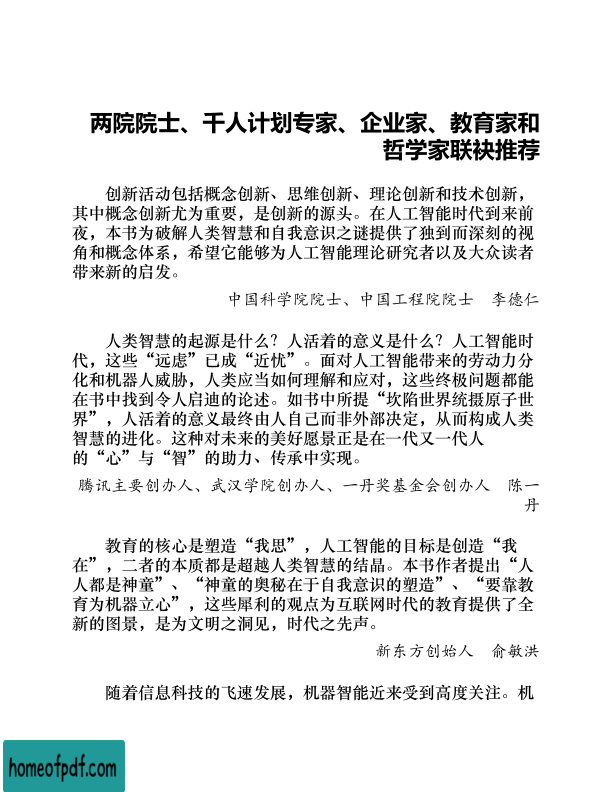 两院院士、千人计划专家、企业家、教育家和
哲学家联袂推荐
创新活动包括概念创新、思维创新、理论创新和技术创新，
其中概念创新尤为重要，是创新的源头。在人工智能时代到来前
夜，本书为破解人类智慧和自我意识之谜提供了独到而深刻的视
角和概念体系，希望它能够为人工智能理论研究者以及大众读者
带来新的启发。
中国科学院院士、中国工程院院士　李德仁
人类智慧的起源是什么？人活着的意义是什么？人工智能时
代，这些“远虑”已成“近忧”。面对人工智能带来的劳动力分
化和机器人威胁，人类应当如何理解和应对，这些终极问题都能
在书中找到令人启迪的论述。如书中所提“坎陷世界统摄原子世
界”，人活着的意义最终由人自己而非外部决定，从而构成人类
智慧的进化。这种对未来的美好愿景正是在一代又一代人
的“心”与“智”的助力、传承中实现。
腾讯主要创办人、武汉学院创办人、一丹奖基金会创办人　陈一
丹
教育的核心是塑造“我思”，人工智能的目标是创造“我
在”，二者的本质都是超越人类智慧的结晶。本书作者提出“人
人都是神童”、“神童的奥秘在于自我意识的塑造”、“要靠教
育为机器立心”，这些犀利的观点为互联网时代的教育提供了全
新的图景，是为文明之洞见，时代之先声。
新东方创始人　俞敏洪
随着信息科技的飞速发展，机器智能近来受到高度关注。机
homeofpdf.com